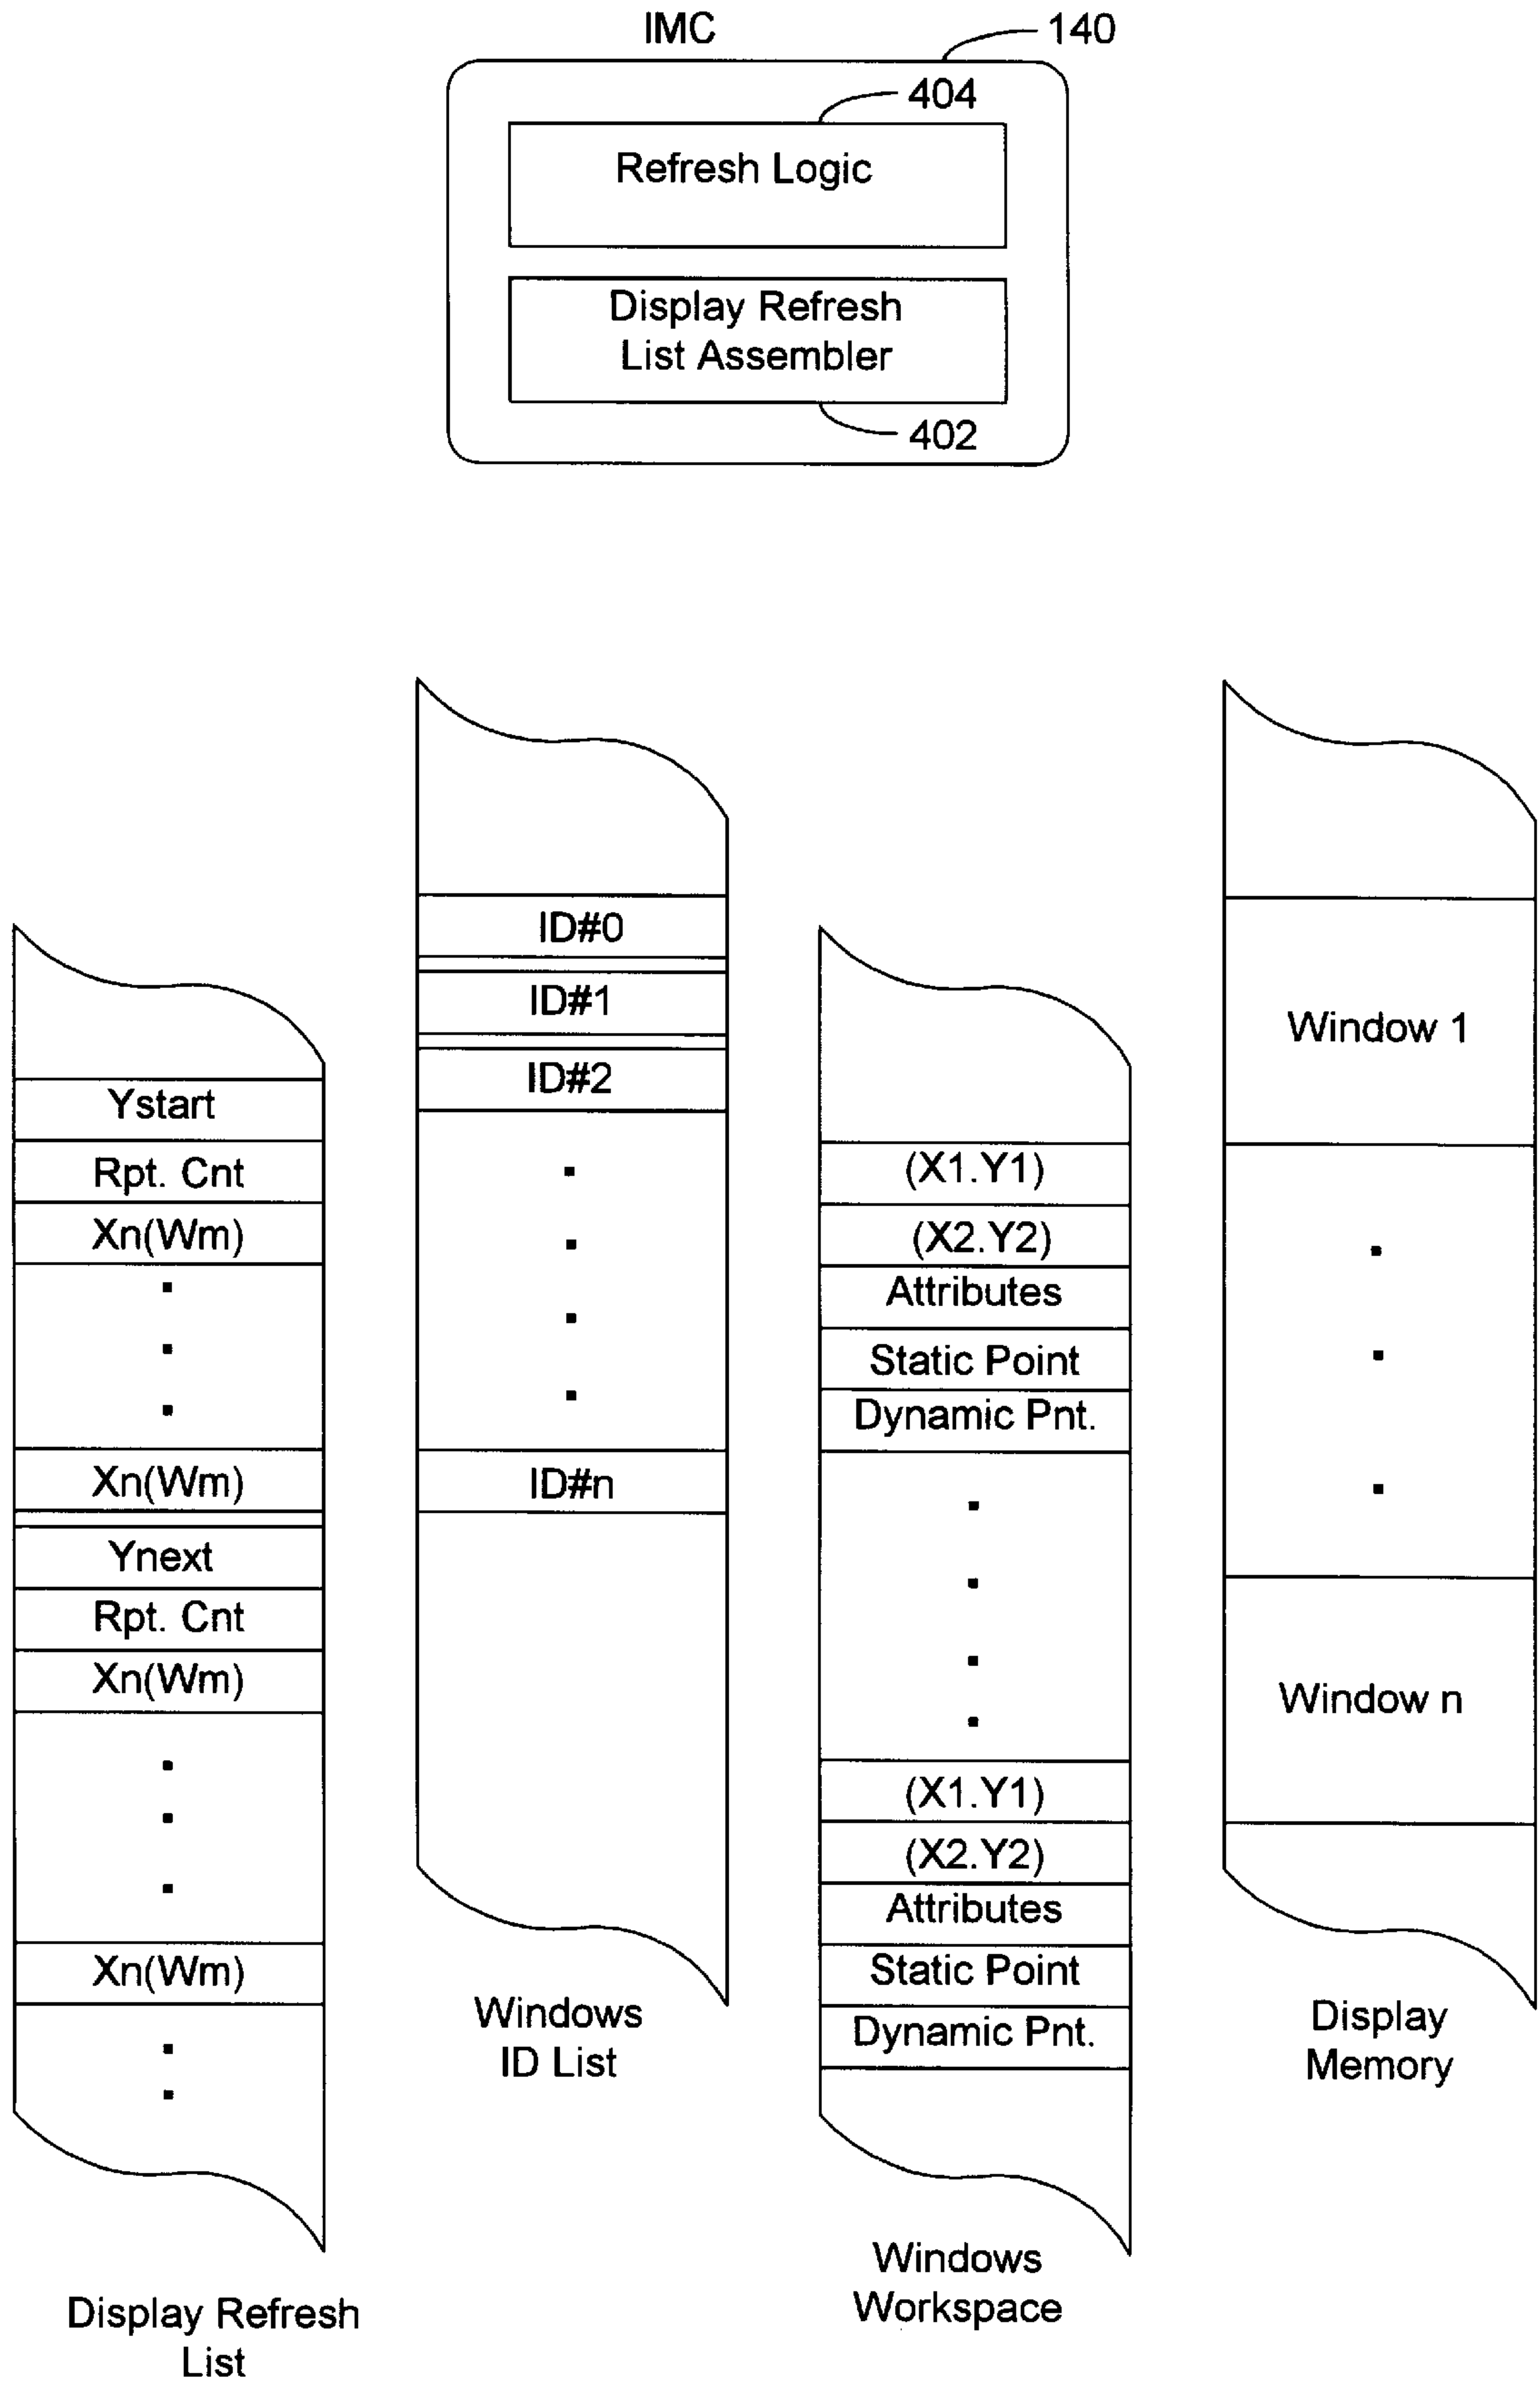 IMC
140
404
Refresh Logic
Display Refresh
List Assembler
402
Ystart
Rpt. Cnt
Xn(Wm)
Xn(Wm)
Ynext
Rpt. Cnt
Xn(Wm)
Xn(Wm)
Display Refresh
List
ID#0
ID#1
ID#2
ID#n
Windows
ID List
(X1.Y1)
(X2.Y2)
Attributes
Static Point
Dynamic Pnt.
(X1.Y1)
(X2.Y2)
Attributes
Static Point
Dynamic Pnt.
Windows
Workspace
Window 1
Window n
Display
Memory